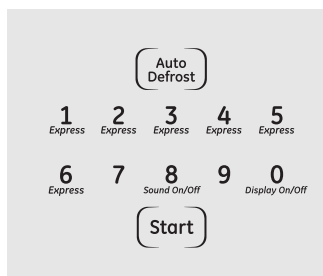 Auto
Defrost
1 2 3 4 5
Express Express Express Express Express
6 7 8 9 0
Express Sound On/Off Display On/Off
Start